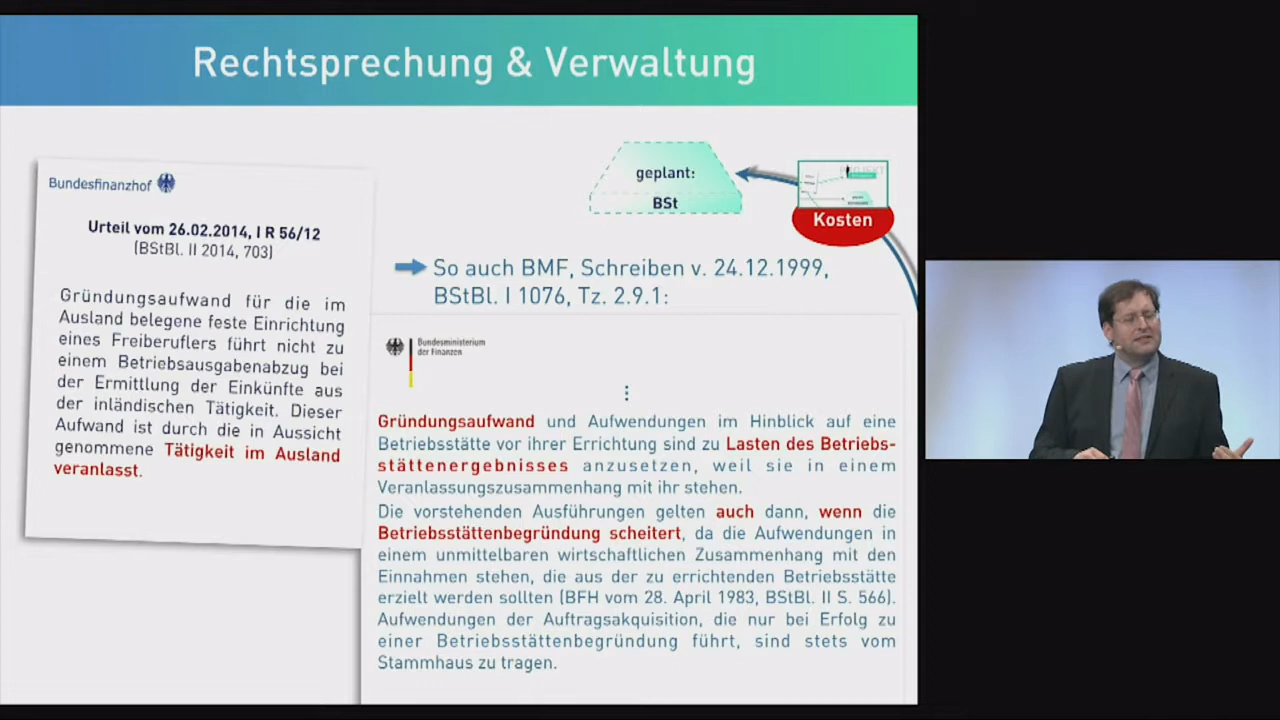 Rechtsprechung & Verwaltung
Bundesfinanzhof
Urteil vom 26.02.2014, I R 56/12
(BStBl. II 2014, 703)
Gründungsaufwand für die im
Ausland belegene feste Einrichtung
eines Freiberuflers führt nicht zu
einem Betriebsausgabenabzug bei
der Ermittlung der Einkünfte aus
der inländischen Tätigkeit. Dieser
Aufwand ist durch die in Aussicht
genommene Tätigkeit im Ausland
veranlasst.
geplant:
BSt
Kosten
So auch BMF, Schreiben v. 24.12.1999,
BStBl. I 1076, Tz. 2.9.1:
Bundesministerium
der Finanzen
⋮
Gründungsaufwand und Aufwendungen im Hinblick auf eine
Betriebsstätte vor ihrer Errichtung sind zu Lasten des Betriebs-
stättenergebnisses anzusetzen, weil sie in einem
Veranlassungszusammenhang mit ihr stehen.
Die vorstehenden Ausführungen gelten auch dann, wenn die
Betriebsstättenbegründung scheitert, da die Aufwendungen in
einem unmittelbaren wirtschaftlichen Zusammenhang mit den
Einnahmen stehen, die aus der zu errichtenden Betriebsstätte
erzielt werden sollten (BFH vom 28. April 1983, BStBl. II S. 566).
Aufwendungen der Auftragsakquisition, die nur bei Erfolg zu
einer Betriebsstättenbegründung führt, sind stets vom
Stammhaus zu tragen.